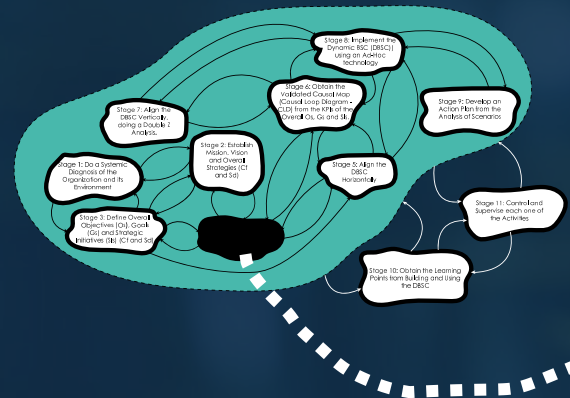 Stage 8: Implement the
Dynamic BSC (DBSC)
using an Ad-Hoc
technology
Stage 6: Obtain the
Validated Causal Map
(Causal Loop Diagram -
CLD) from the KPIs of the
Overall Os, Gs and SIs.
Stage 9: Develop an
Action Plan from the
Analysis of Scenarios
Stage 7: Align the
DBSC Vertically,
doing a Double Z
Analysis.
Stage 2: Establish
Mission, Vision
and Overall
Strategies (Cf
and Sd)
Stage 1: Do a Systemic
Diagnosis of the
Organization and its
Environment
Stage 5: Align the
DBSC
Horizontally
Stage 3: Define Overall
Objectives (Os), Goals
(Gs) and Strategic
Initiatives (SIs) (Cf and Sd)
Stage 11: Control and
Supervise each one of
the Activities
Stage 10: Obtain the Learning
Points from Building and Using
the DBSC